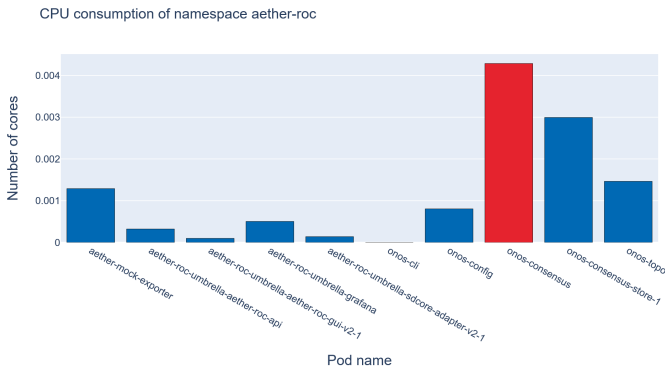 CPU consumption of namespace aether-roc
Number of cores
0.004
0.003
0.002
0.001
0
aether-mock-exporter
aether-roc-umbrella-aether-roc-api
aether-roc-umbrella-aether-roc-gui-v2-1
aether-roc-umbrella-grafana
aether-roc-umbrella-sdcore-adapter-v2-1
onos-cli
onos-config
onos-consensus
onos-consensus-store-1
onos-topo
Pod name